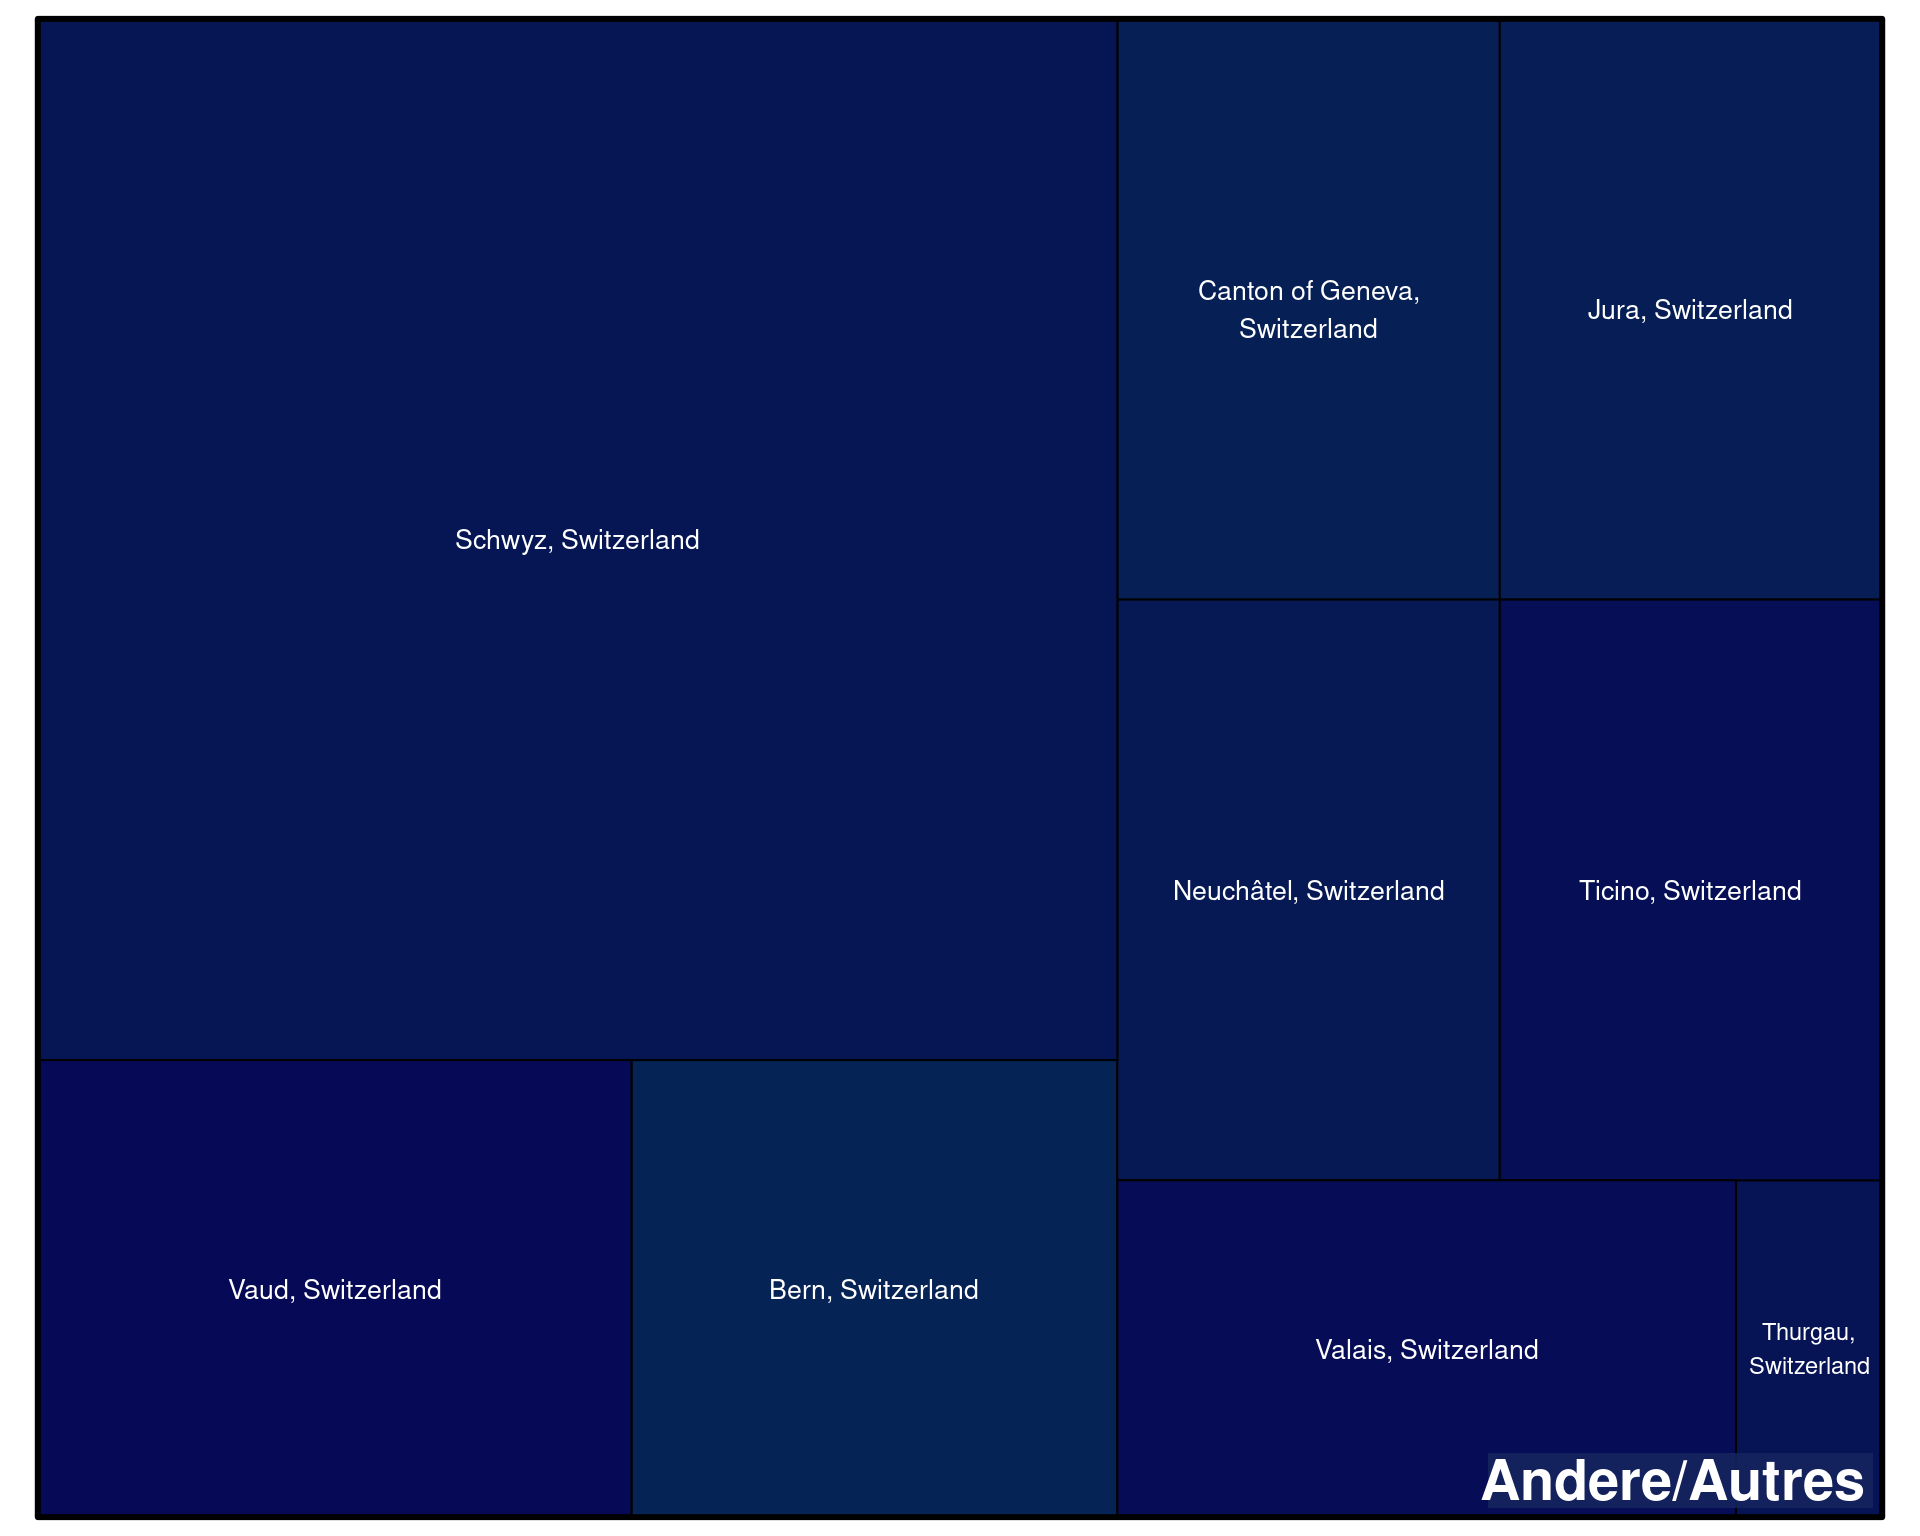 Schwyz, Switzerland
Canton of Geneva,
Switzerland
Jura, Switzerland
Neuchâtel, Switzerland
Ticino, Switzerland
Vaud, Switzerland
Bern, Switzerland
Valais, Switzerland
Thurgau,
Switzerland
Andere/Autres